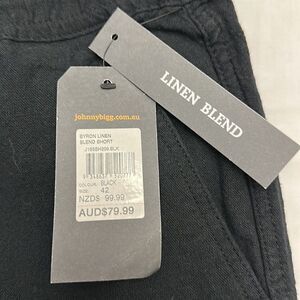 LINEN BLEND
johnnybigg.com.au
BYRON LINEN
BLEND SHORT
COLOUR: BLACK
SIZE: 42
NZD$ 99.99
AUD$79.99